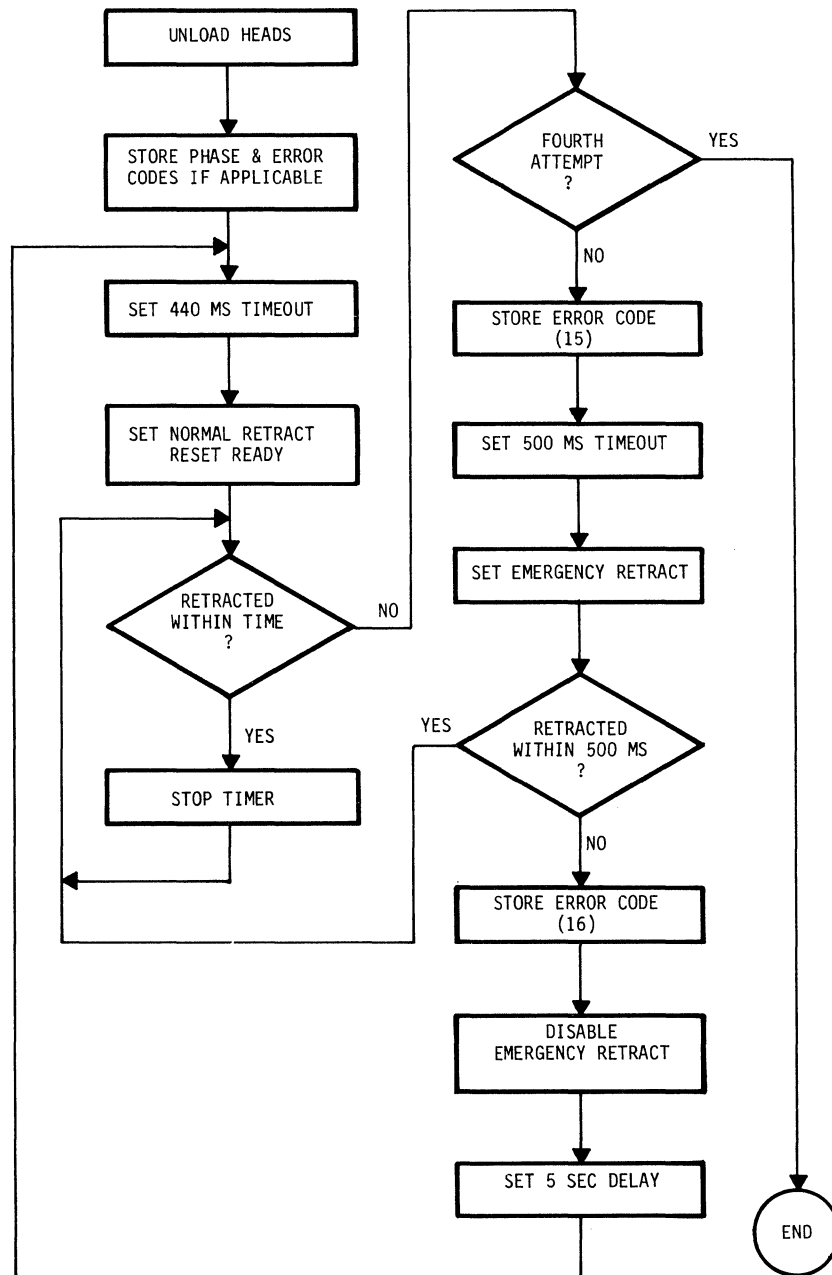 UNLOAD HEADS
STORE PHASE & ERROR
CODES IF APPLICABLE
SET 440 MS TIMEOUT
SET NORMAL RETRACT
RESET READY
RETRACTED
WITHIN TIME
?
NO
YES
STOP TIMER
FOURTH
ATTEMPT
?
YES
NO
STORE ERROR CODE
(15)
SET 500 MS TIMEOUT
SET EMERGENCY RETRACT
YES
RETRACTED
WITHIN 500 MS
?
NO
STORE ERROR CODE
(16)
DISABLE
EMERGENCY RETRACT
SET 5 SEC DELAY
END